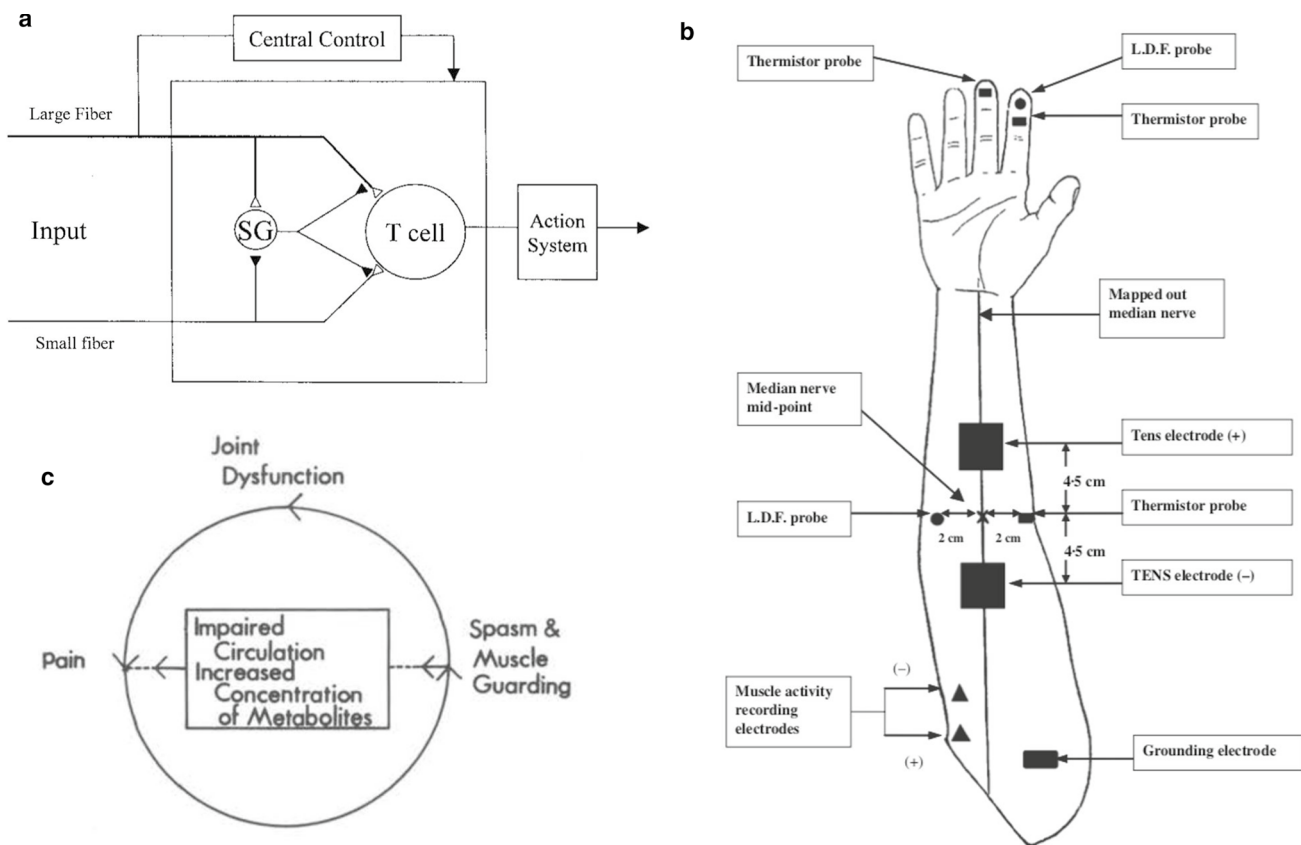 a
Central Control
Large Fiber
Input
SG
T cell
Action
System
Small fiber
b
Thermistor probe
L.D.F. probe
Thermistor probe
Mapped out
median nerve
Median nerve
mid-point
Tens electrode (+)
4·5 cm
L.D.F. probe
2 cm
2 cm
Thermistor probe
4·5 cm
TENS electrode (–)
(–)
Muscle activity
recording
electrodes
(+)
Grounding electrode
c
Joint
Dysfunction
Pain
Impaired
Circulation
Increased
Concentration
of Metabolites
Spasm &
Muscle
Guarding